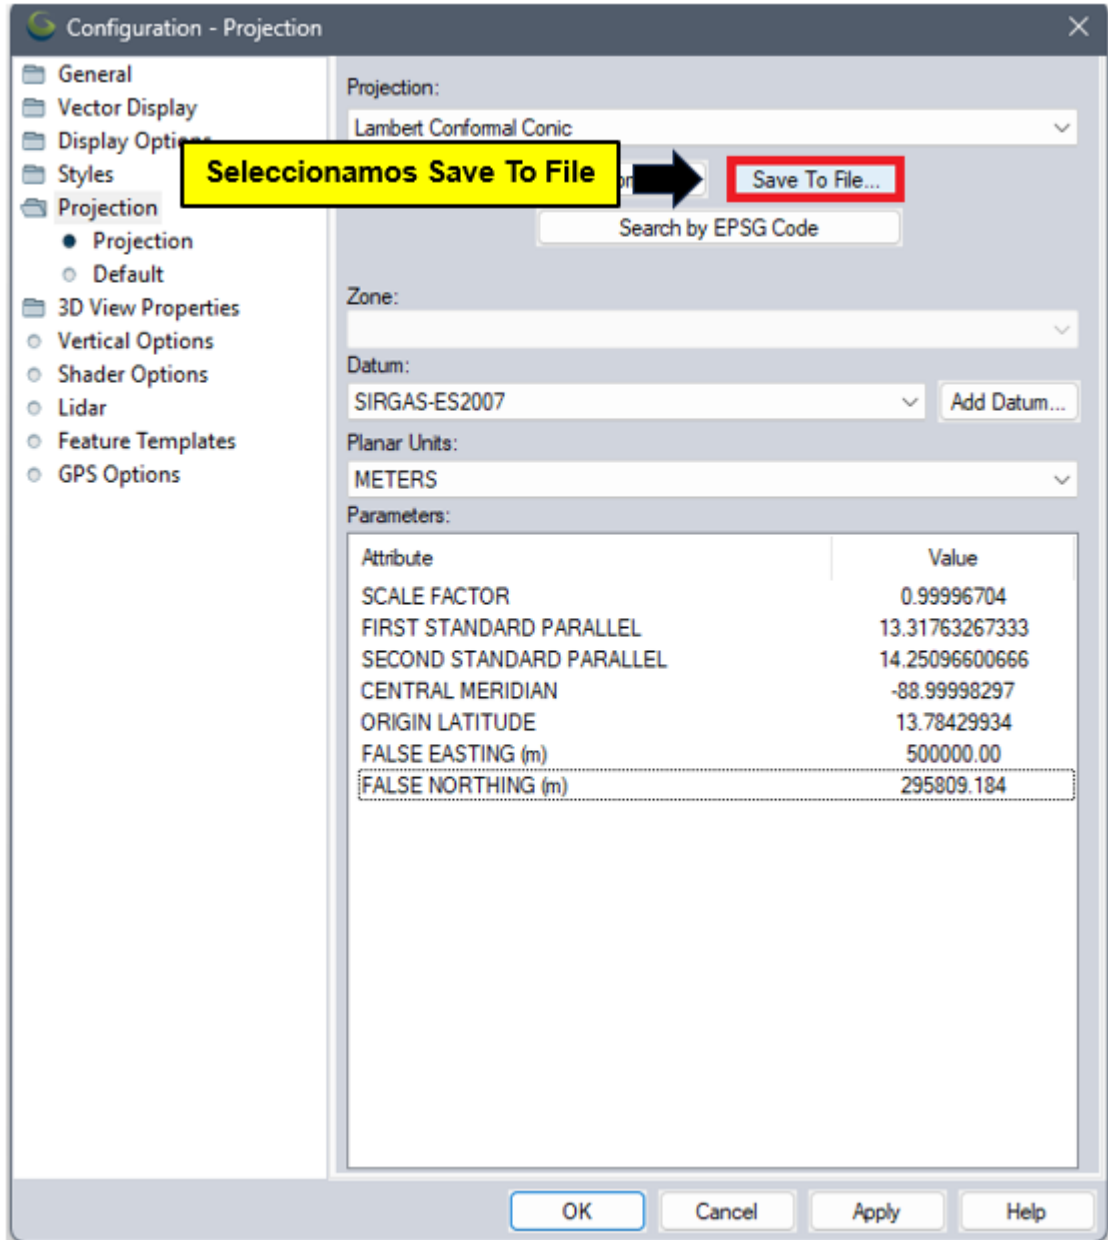 Configuration - Projection
General
Vector Display
Display Options
Styles
Projection
Projection
Default
3D View Properties
Vertical Options
Shader Options
Lidar
Feature Templates
GPS Options
Projection:
Lambert Conformal Conic
Seleccionamos Save To File
Save To File...
Search by EPSG Code
Zone:
Datum:
SIRGAS-ES2007
Add Datum...
Planar Units:
METERS
Parameters:
Attribute Value
SCALE FACTOR 0.99996704
FIRST STANDARD PARALLEL 13.31763267333
SECOND STANDARD PARALLEL 14.25096600666
CENTRAL MERIDIAN -88.99998297
ORIGIN LATITUDE 13.78429934
FALSE EASTING (m) 500000.00
FALSE NORTHING (m) 295809.184
OK Cancel Apply Help